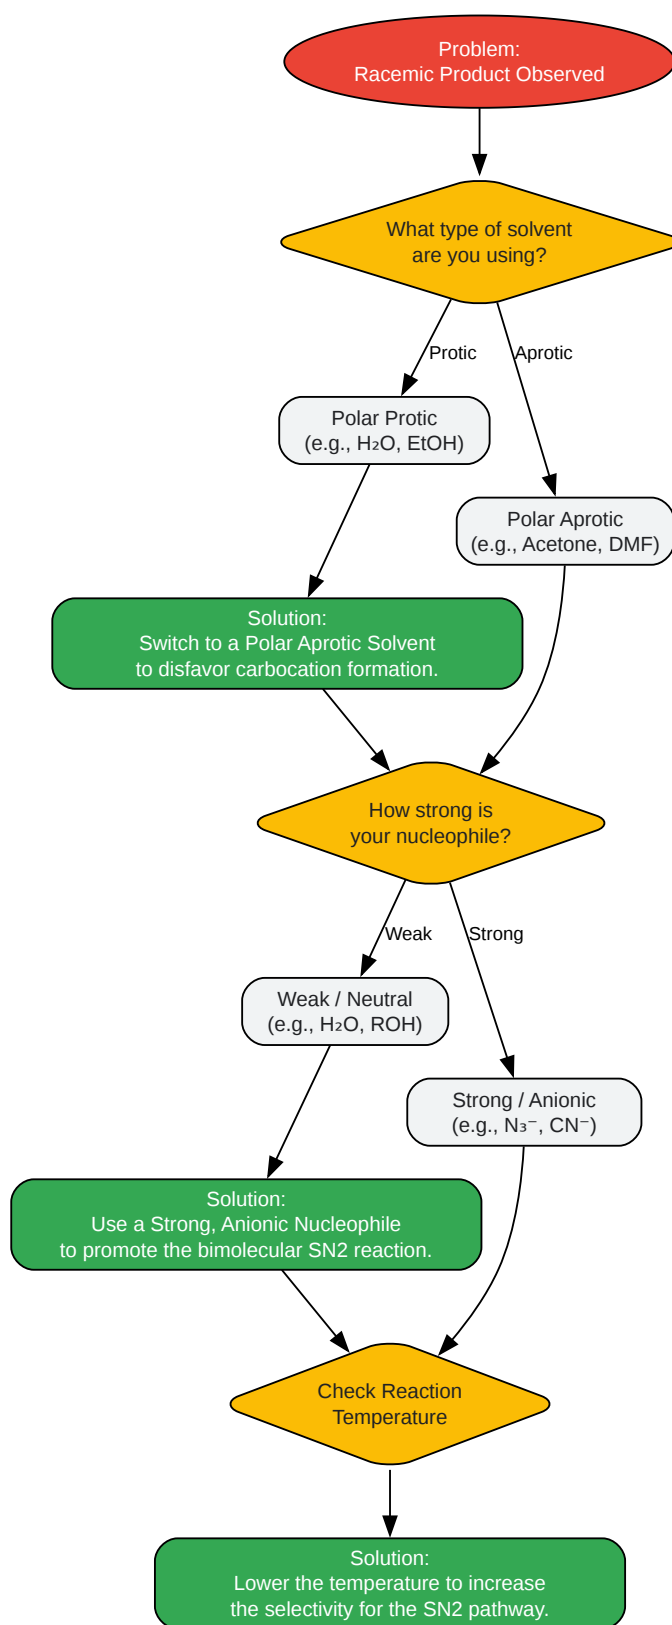 Problem:
Racemic Product Observed
What type of solvent
are you using?
Protic
Aprotic
Polar Protic
(e.g., H₂O, EtOH)
Polar Aprotic
(e.g., Acetone, DMF)
Solution:
Switch to a Polar Aprotic Solvent
to disfavor carbocation formation.
How strong is
your nucleophile?
Weak
Strong
Weak / Neutral
(e.g., H₂O, ROH)
Strong / Anionic
(e.g., N₃⁻, CN⁻)
Solution:
Use a Strong, Anionic Nucleophile
to promote the bimolecular SN2 reaction.
Check Reaction
Temperature
Solution:
Lower the temperature to increase
the selectivity for the SN2 pathway.